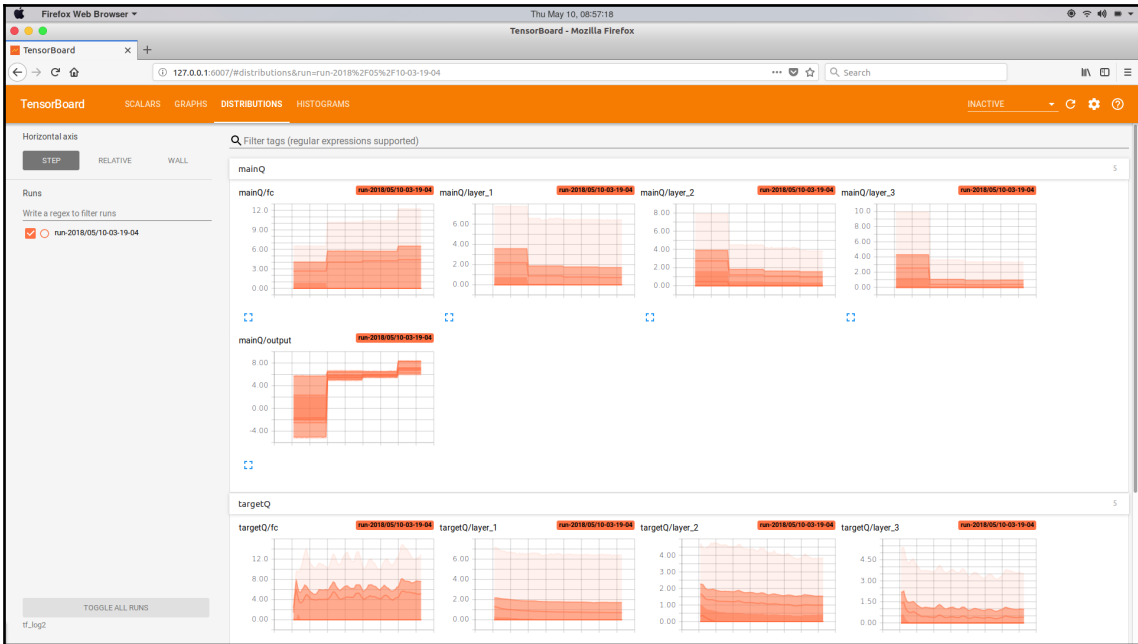 Firefox Web Browser ▾
Thu May 10, 08:57:18
TensorBoard - Mozilla Firefox
TensorBoard × +
127.0.0.1:6007/#distributions&run=run-2018%2F05%2F10-03-19-04
Search
TensorBoard SCALARS GRAPHS DISTRIBUTIONS HISTOGRAMS INACTIVE
Horizontal axis
STEP RELATIVE WALL
Runs
Write a regex to filter runs
run-2018/05/10-03-19-04
TOGGLE ALL RUNS
tf_log2
Filter tags (regular expressions supported)
mainQ 5
mainQ/fc run-2018/05/10-03-19-04
12.0
9.00
6.00
3.00
0.00
mainQ/layer_1 run-2018/05/10-03-19-04
6.00
4.00
2.00
0.00
mainQ/layer_2 run-2018/05/10-03-19-04
8.00
6.00
4.00
2.00
0.00
mainQ/layer_3 run-2018/05/10-03-19-04
10.0
8.00
6.00
4.00
2.00
0.00
mainQ/output run-2018/05/10-03-19-04
8.00
4.00
0.00
-4.00
targetQ 5
targetQ/fc run-2018/05/10-03-19-04
12.0
8.00
4.00
0.00
targetQ/layer_1 run-2018/05/10-03-19-04
6.00
4.00
2.00
0.00
targetQ/layer_2 run-2018/05/10-03-19-04
4.00
3.00
2.00
1.00
0.00
targetQ/layer_3 run-2018/05/10-03-19-04
4.50
3.00
1.50
0.00